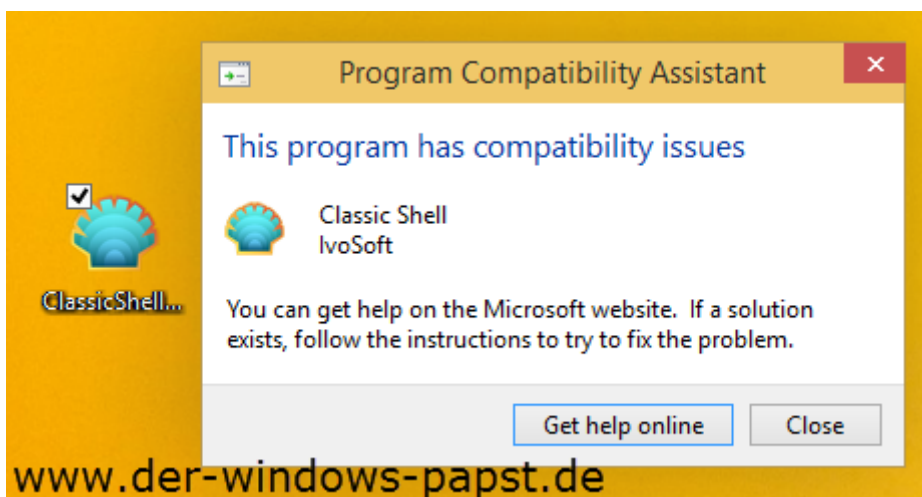 Program Compatibility Assistant
This program has compatibility issues
Classic Shell
IvoSoft
ClassicShell...
You can get help on the Microsoft website. If a solution
exists, follow the instructions to try to fix the problem.
Get help online
Close
www.der-windows-papst.de